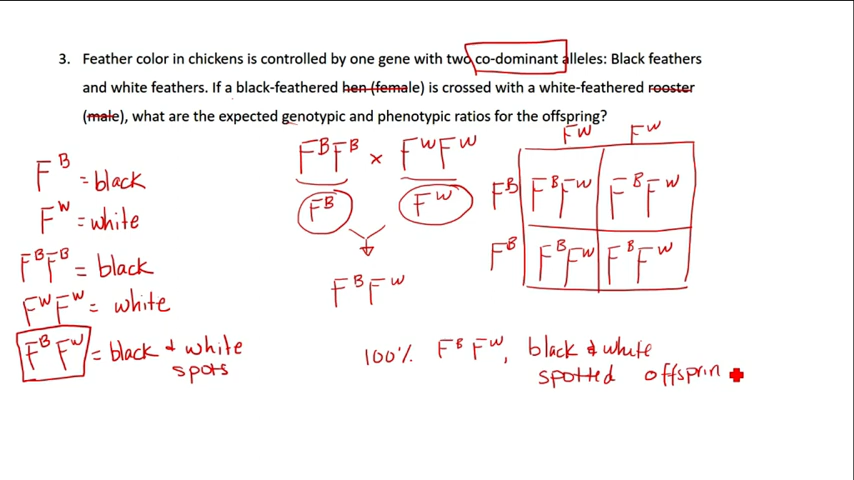 3. Feather color in chickens is controlled by one gene with two co-dominant alleles: Black feathers
and white feathers. If a black-feathered hen (female) is crossed with a white-feathered rooster
(male), what are the expected genotypic and phenotypic ratios for the offspring?
F^B = black
F^W = white
F^B F^B = black
F^W F^W = white
F^B F^W = black & white
spots
F^B F^B × F^W F^W
F^B F^W
F^B F^W
F^W F^W
F^B F^B F^W F^B F^W
F^B F^B F^W F^B F^W
100% F^B F^W, black & white
spotted offsprin